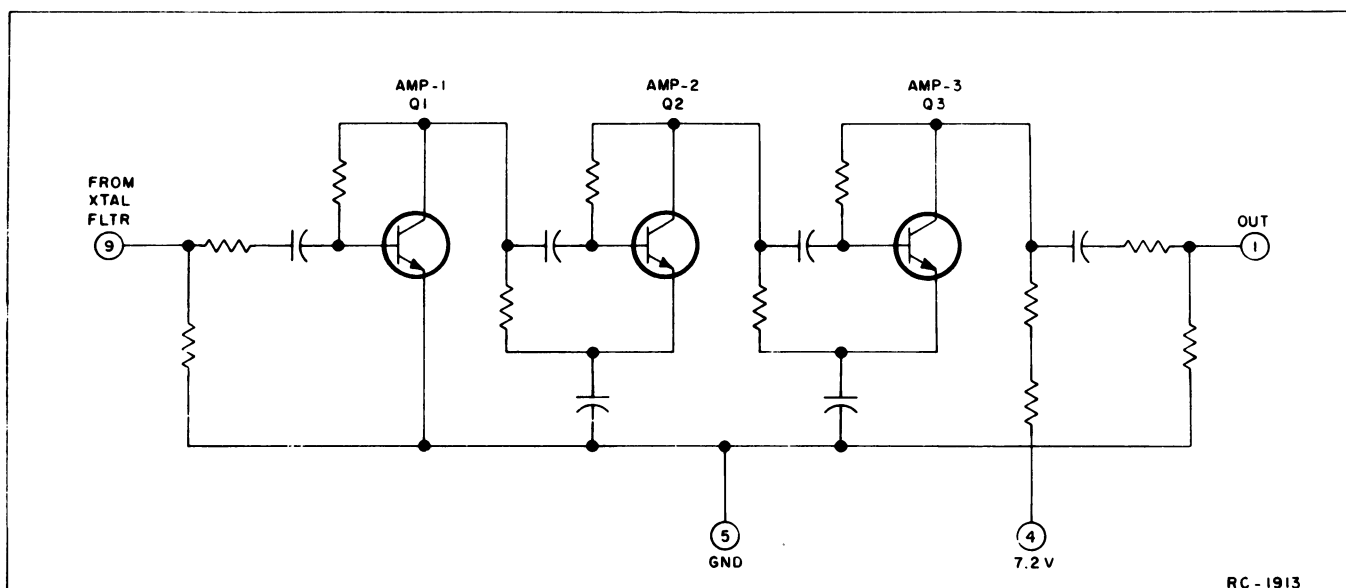 AMP-1
Q1
AMP-2
Q2
AMP-3
Q3
FROM
XTAL
FLTR
9
OUT
1
5
GND
4
7.2V
RC-1913